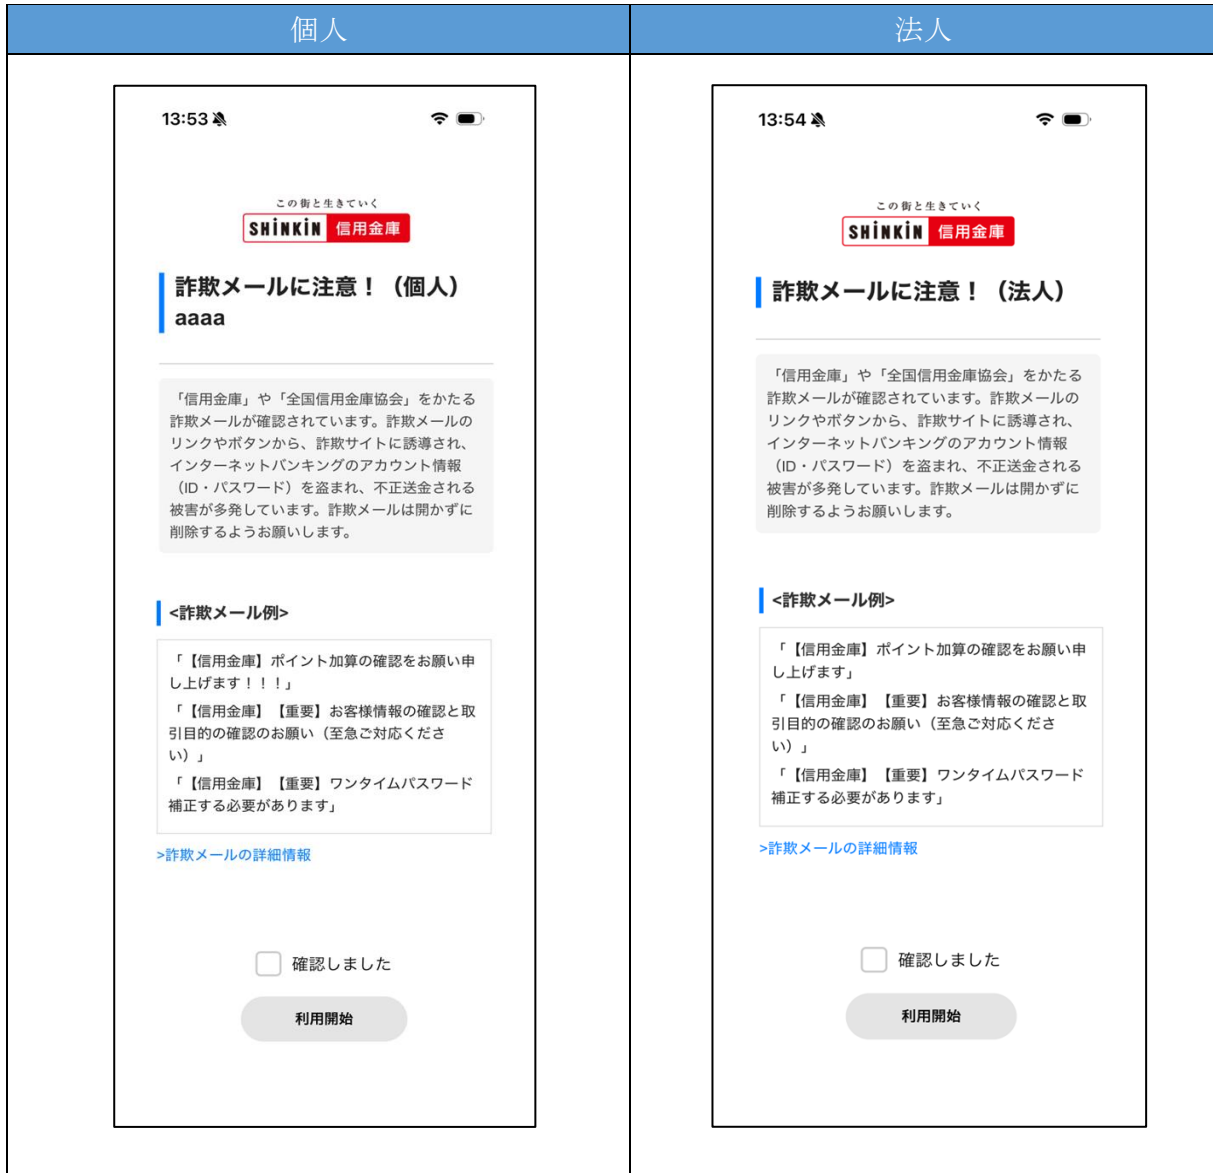 個人
13:53
この街と生きていく
SHINKIN 信用金庫
詐欺メールに注意！（個人）
aaaa
「信用金庫」や「全国信用金庫協会」をかたる
詐欺メールが確認されています。詐欺メールの
リンクやボタンから、詐欺サイトに誘導され、
インターネットバンキングのアカウント情報
（ID・パスワード）を盗まれ、不正送金される
被害が多発しています。詐欺メールは開かずに
削除するようお願いします。
<詐欺メール例>
「【信用金庫】ポイント加算の確認をお願い申
し上げます！！！」
「【信用金庫】【重要】お客様情報の確認と取
引目的の確認のお願い（至急ご対応くださ
い）」
「【信用金庫】【重要】ワンタイムパスワード
補正する必要があります」
>詐欺メールの詳細情報
確認しました
利用開始
法人
13:54
この街と生きていく
SHINKIN 信用金庫
詐欺メールに注意！（法人）
「信用金庫」や「全国信用金庫協会」をかたる
詐欺メールが確認されています。詐欺メールの
リンクやボタンから、詐欺サイトに誘導され、
インターネットバンキングのアカウント情報
（ID・パスワード）を盗まれ、不正送金される
被害が多発しています。詐欺メールは開かずに
削除するようお願いします。
<詐欺メール例>
「【信用金庫】ポイント加算の確認をお願い申
し上げます」
「【信用金庫】【重要】お客様情報の確認と取
引目的の確認のお願い（至急ご対応くださ
い）」
「【信用金庫】【重要】ワンタイムパスワード
補正する必要があります」
>詐欺メールの詳細情報
確認しました
利用開始